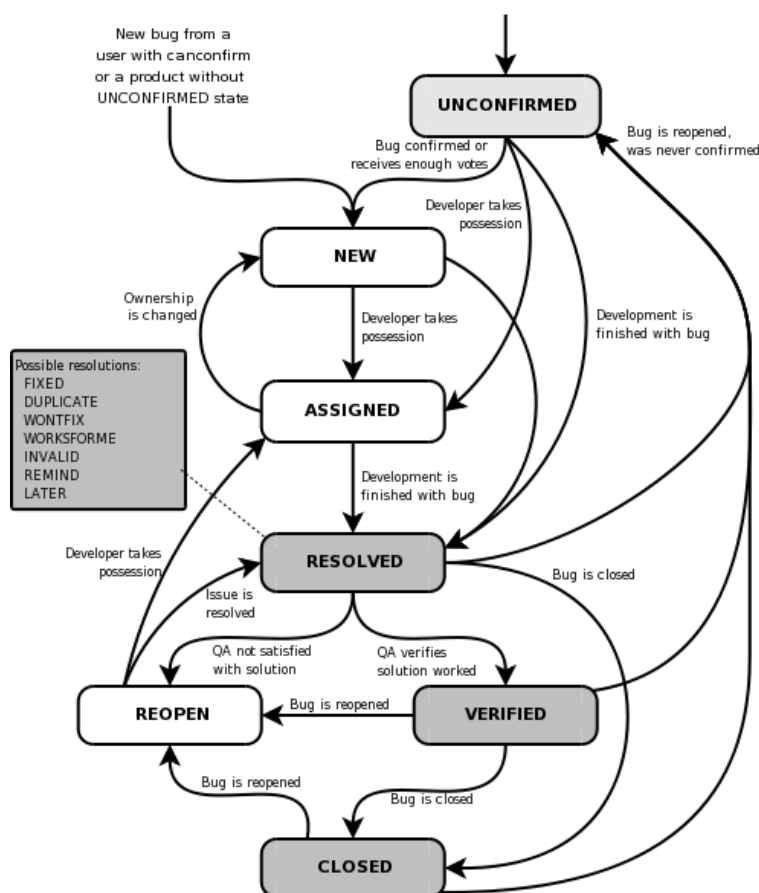 New bug from a
user with canconfirm
or a product without
UNCONFIRMED state
UNCONFIRMED
Bug is reopened,
was never confirmed
Bug confirmed or
receives enough votes
Developer takes
possession
NEW
Ownership
is changed
Developer takes
possession
Development is
finished with bug
Possible resolutions:
FIXED
DUPLICATE
WONTFIX
WORKSFORME
INVALID
REMIND
LATER
ASSIGNED
Development is
finished with bug
Developer takes
possession
RESOLVED
Issue is
resolved
Bug is closed
QA not satisfied
with solution
QA verifies
solution worked
REOPEN
Bug is reopened
VERIFIED
Bug is reopened
Bug is closed
CLOSED